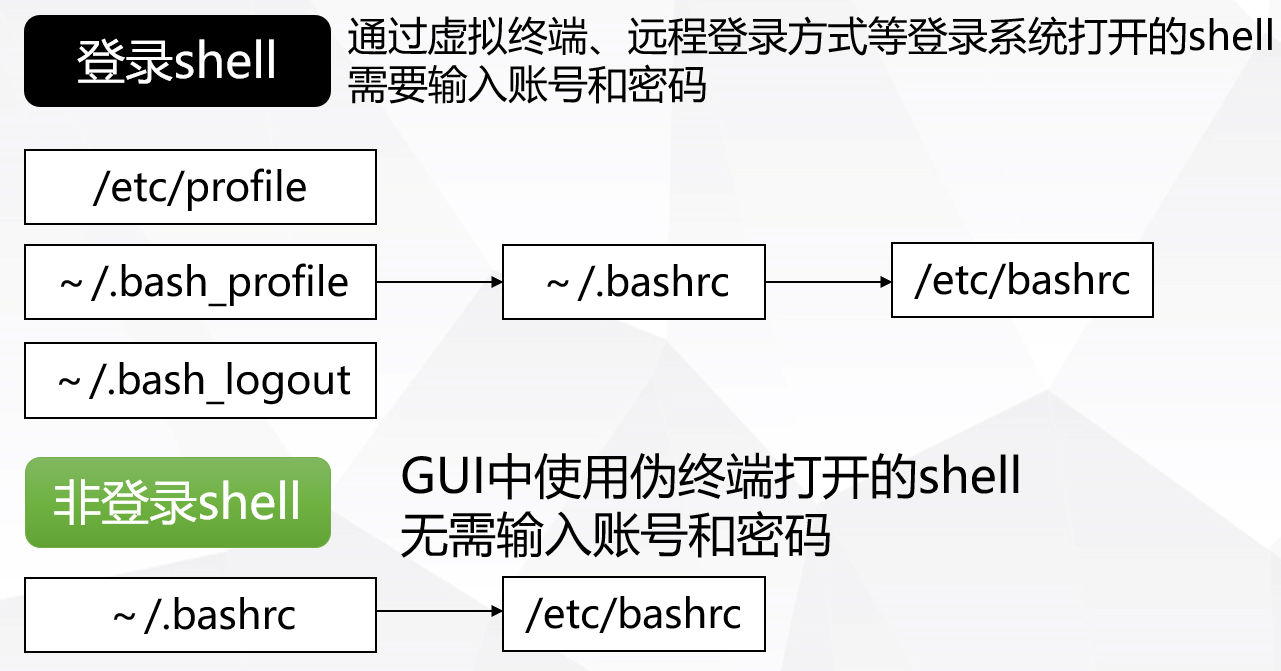 登录shell
通过虚拟终端、远程登录方式等登录系统打开的shell
需要输入账号和密码
/etc/profile
~/.bash_profile
~/.bashrc
/etc/bashrc
~/.bash_logout
非登录shell
GUI中使用伪终端打开的shell
无需输入账号和密码
~/.bashrc
/etc/bashrc